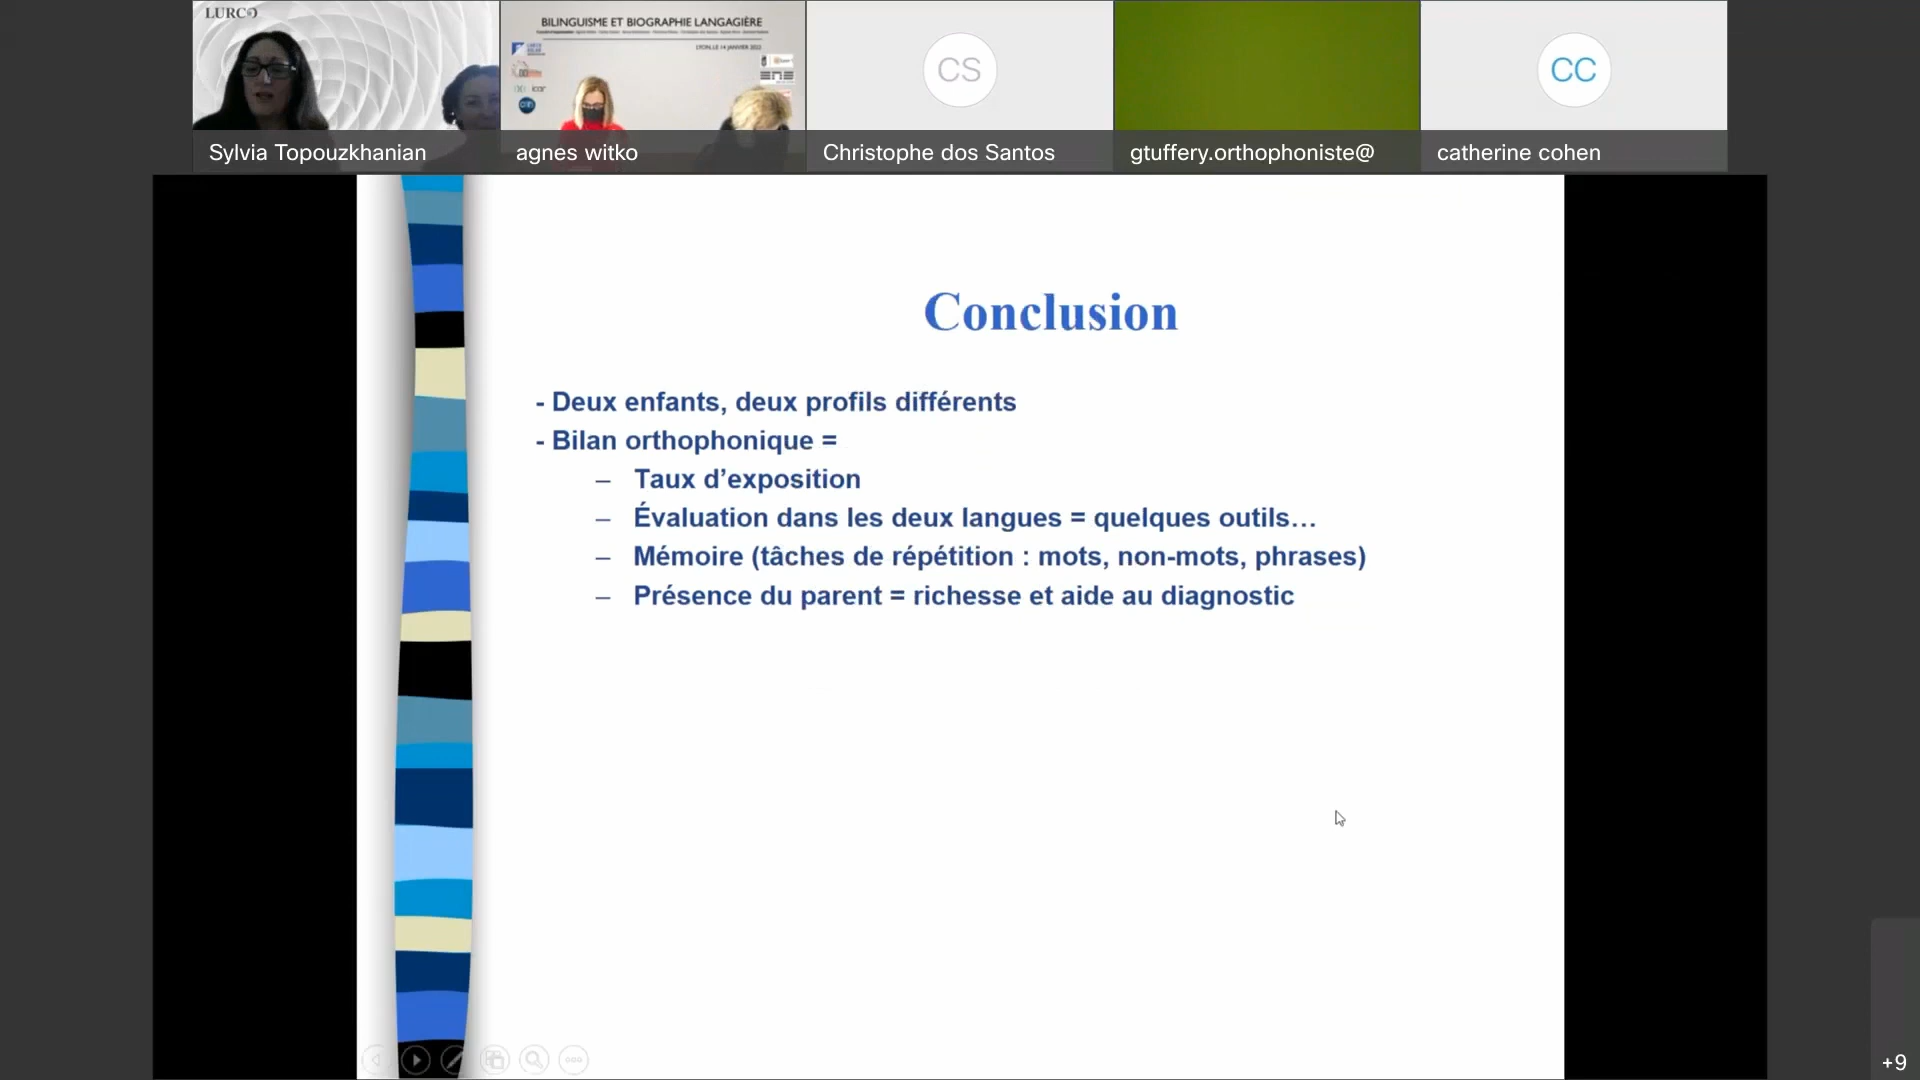 LURCO
BILINGUISME ET BIOGRAPHIE LANGAGIÈRE
LYON, LE 14 JANVIER 2022
icar
CS
CC
Sylvia Topouzkhanian
agnes witko
Christophe dos Santos
gtuffery.orthophoniste@
catherine cohen
Conclusion
- Deux enfants, deux profils différents
- Bilan orthophonique =
– Taux d’exposition
– Évaluation dans les deux langues = quelques outils…
– Mémoire (tâches de répétition : mots, non-mots, phrases)
– Présence du parent = richesse et aide au diagnostic
+9